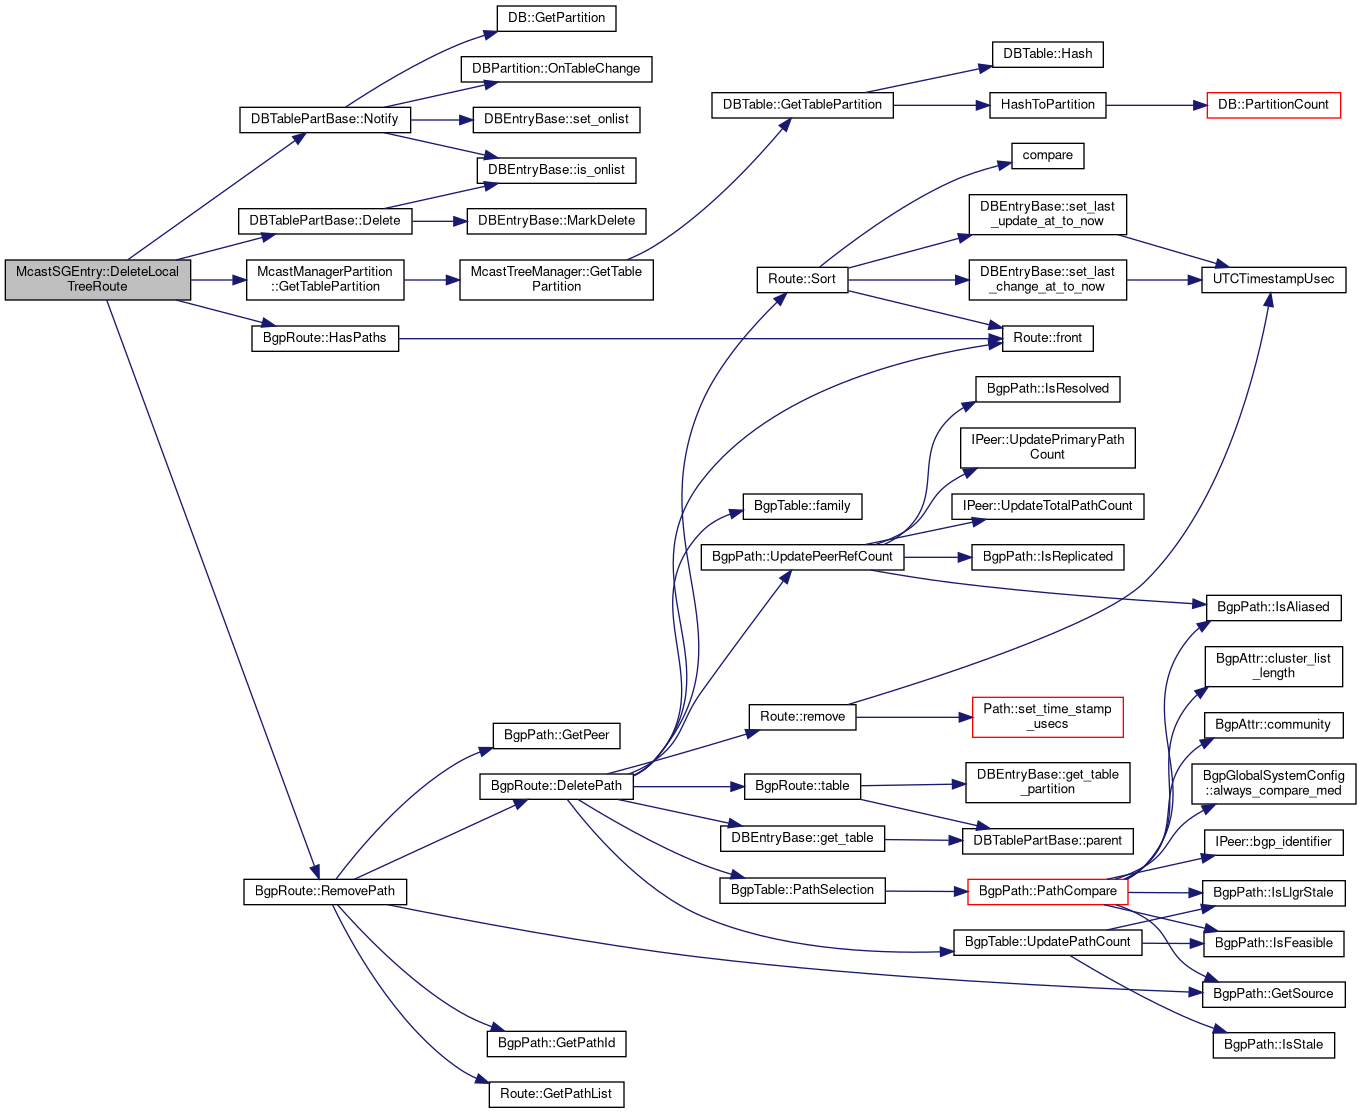 DB::GetPartition
DBPartition::OnTableChange
DBTablePartBase::Notify
DBEntryBase::set_onlist
DBEntryBase::is_onlist
DBTablePartBase::Delete
DBEntryBase::MarkDelete
McastSGEntry::DeleteLocal
TreeRoute
McastManagerPartition
::GetTablePartition
McastTreeManager::GetTable
Partition
BgpRoute::HasPaths
DBTable::Hash
DBTable::GetTablePartition
HashToPartition
DB::PartitionCount
compare
DBEntryBase::set_last
_update_at_to_now
Route::Sort
DBEntryBase::set_last
_change_at_to_now
UTCTimestampUsec
Route::front
BgpPath::IsResolved
IPeer::UpdatePrimaryPath
Count
BgpTable::family
IPeer::UpdateTotalPathCount
BgpPath::UpdatePeerRefCount
BgpPath::IsReplicated
BgpPath::IsAliased
BgpAttr::cluster_list
_length
Route::remove
Path::set_time_stamp
_usecs
BgpAttr::community
BgpPath::GetPeer
BgpRoute::DeletePath
BgpRoute::table
DBEntryBase::get_table
_partition
BgpGlobalSystemConfig
::always_compare_med
DBEntryBase::get_table
DBTablePartBase::parent
IPeer::bgp_identifier
BgpRoute::RemovePath
BgpTable::PathSelection
BgpPath::PathCompare
BgpPath::IsLlgrStale
BgpTable::UpdatePathCount
BgpPath::IsFeasible
BgpPath::GetSource
BgpPath::GetPathId
BgpPath::IsStale
Route::GetPathList